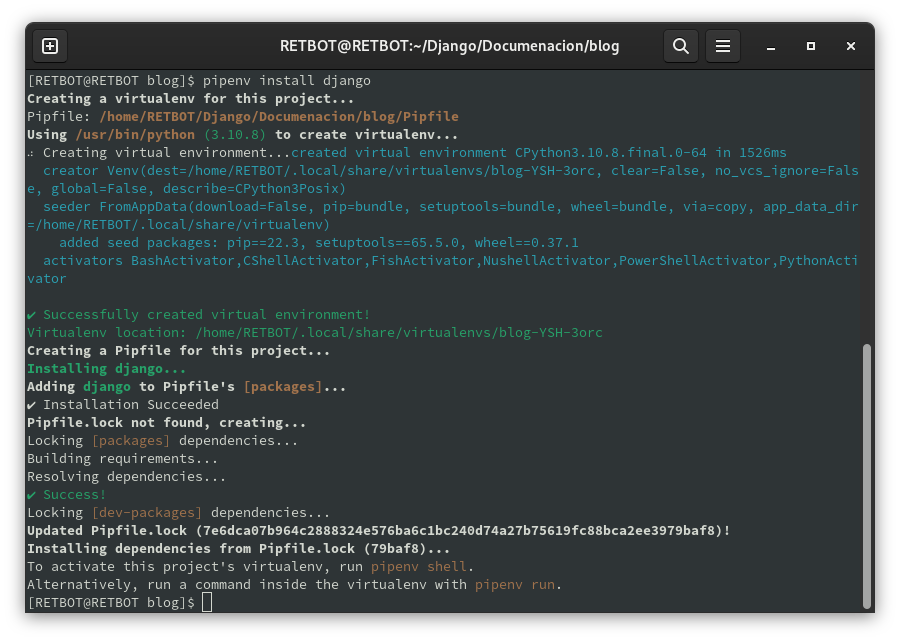 RETBOT@RETBOT:~/Django/Documenacion/blog
[RETBOT@RETBOT blog]$ pipenv install django
Creating a virtualenv for this project...
Pipfile: /home/RETBOT/Django/Documenacion/blog/Pipfile
Using /usr/bin/python (3.10.8) to create virtualenv...
⠼ Creating virtual environment...created virtual environment CPython3.10.8.final.0-64 in 1526ms
  creator Venv(dest=/home/RETBOT/.local/share/virtualenvs/blog-YSH-3orc, clear=False, no_vcs_ignore=Fals
e, global=False, describe=CPython3Posix)
  seeder FromAppData(download=False, pip=bundle, setuptools=bundle, wheel=bundle, via=copy, app_data_dir
=/home/RETBOT/.local/share/virtualenv)
    added seed packages: pip==22.3, setuptools==65.5.0, wheel==0.37.1
  activators BashActivator,CShellActivator,FishActivator,NushellActivator,PowerShellActivator,PythonActi
vator
✔ Successfully created virtual environment!
Virtualenv location: /home/RETBOT/.local/share/virtualenvs/blog-YSH-3orc
Creating a Pipfile for this project...
Installing django...
Adding django to Pipfile's [packages]...
✔ Installation Succeeded
Pipfile.lock not found, creating...
Locking [packages] dependencies...
Building requirements...
Resolving dependencies...
✔ Success!
Locking [dev-packages] dependencies...
Updated Pipfile.lock (7e6dca07b964c2888324e576ba6c1bc240d74a27b75619fc88bca2ee3979baf8)!
Installing dependencies from Pipfile.lock (79baf8)...
To activate this project's virtualenv, run pipenv shell.
Alternatively, run a command inside the virtualenv with pipenv run.
[RETBOT@RETBOT blog]$